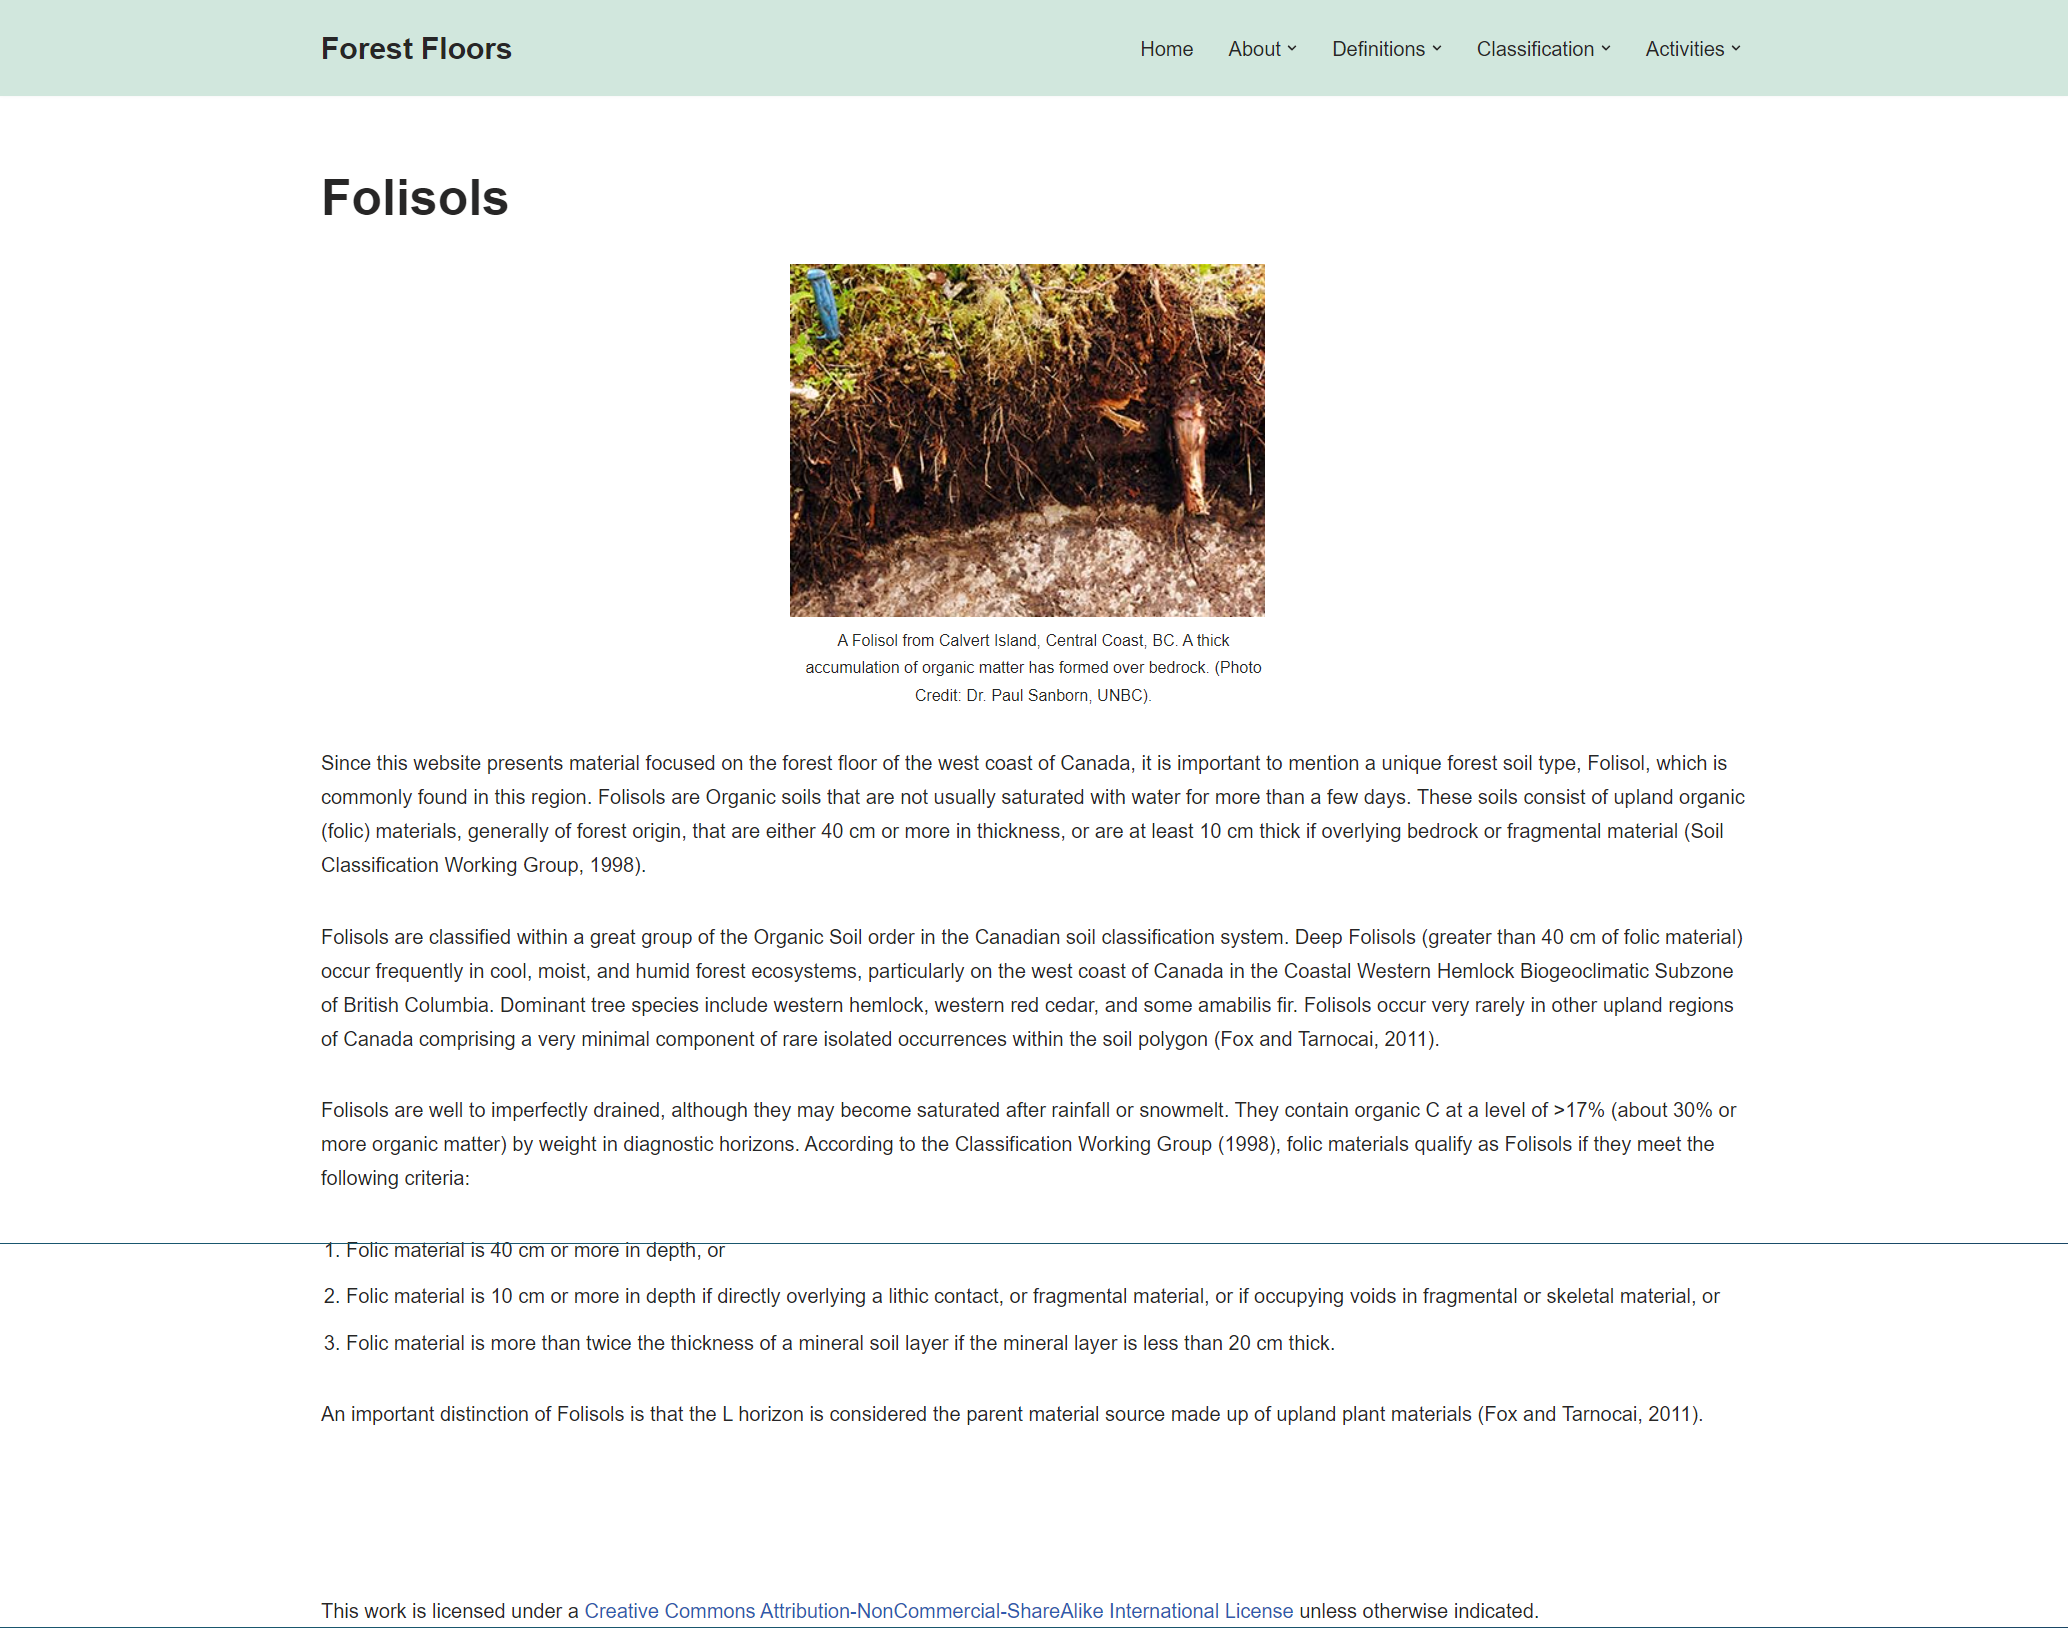 Forest Floors
Home About Definitions Classification Activities
Folisols
A Folisol from Calvert Island, Central Coast, BC. A thick
accumulation of organic matter has formed over bedrock. (Photo
Credit: Dr. Paul Sanborn, UNBC).
Since this website presents material focused on the forest floor of the west coast of Canada, it is important to mention a unique forest soil type, Folisol, which is
commonly found in this region. Folisols are Organic soils that are not usually saturated with water for more than a few days. These soils consist of upland organic
(folic) materials, generally of forest origin, that are either 40 cm or more in thickness, or are at least 10 cm thick if overlying bedrock or fragmental material (Soil
Classification Working Group, 1998).
Folisols are classified within a great group of the Organic Soil order in the Canadian soil classification system. Deep Folisols (greater than 40 cm of folic material)
occur frequently in cool, moist, and humid forest ecosystems, particularly on the west coast of Canada in the Coastal Western Hemlock Biogeoclimatic Subzone
of British Columbia. Dominant tree species include western hemlock, western red cedar, and some amabilis fir. Folisols occur very rarely in other upland regions
of Canada comprising a very minimal component of rare isolated occurrences within the soil polygon (Fox and Tarnocai, 2011).
Folisols are well to imperfectly drained, although they may become saturated after rainfall or snowmelt. They contain organic C at a level of >17% (about 30% or
more organic matter) by weight in diagnostic horizons. According to the Classification Working Group (1998), folic materials qualify as Folisols if they meet the
following criteria:
1. Folic material is 40 cm or more in depth, or
2. Folic material is 10 cm or more in depth if directly overlying a lithic contact, or fragmental material, or if occupying voids in fragmental or skeletal material, or
3. Folic material is more than twice the thickness of a mineral soil layer if the mineral layer is less than 20 cm thick.
An important distinction of Folisols is that the L horizon is considered the parent material source made up of upland plant materials (Fox and Tarnocai, 2011).
This work is licensed under a Creative Commons Attribution-NonCommercial-ShareAlike International License unless otherwise indicated.